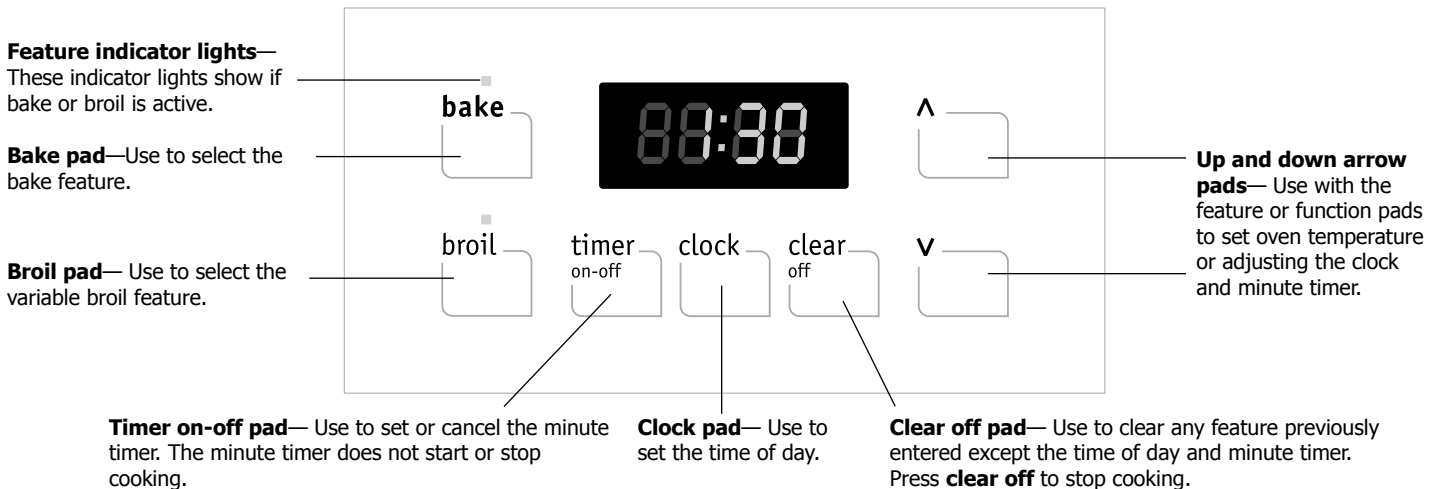 Feature indicator lights—
These indicator lights show if
bake or broil is active.
Bake pad—Use to select the
bake feature.
Broil pad— Use to select the
variable broil feature.
bake
1:30
^
broil
timer
on-off
clock
clear
off
v
Up and down arrow
pads— Use with the
feature or function pads
to set oven temperature
or adjusting the clock
and minute timer.
Timer on-off pad— Use to set or cancel the minute
timer. The minute timer does not start or stop
cooking.
Clock pad— Use to
set the time of day.
Clear off pad— Use to clear any feature previously
entered except the time of day and minute timer.
Press clear off to stop cooking.